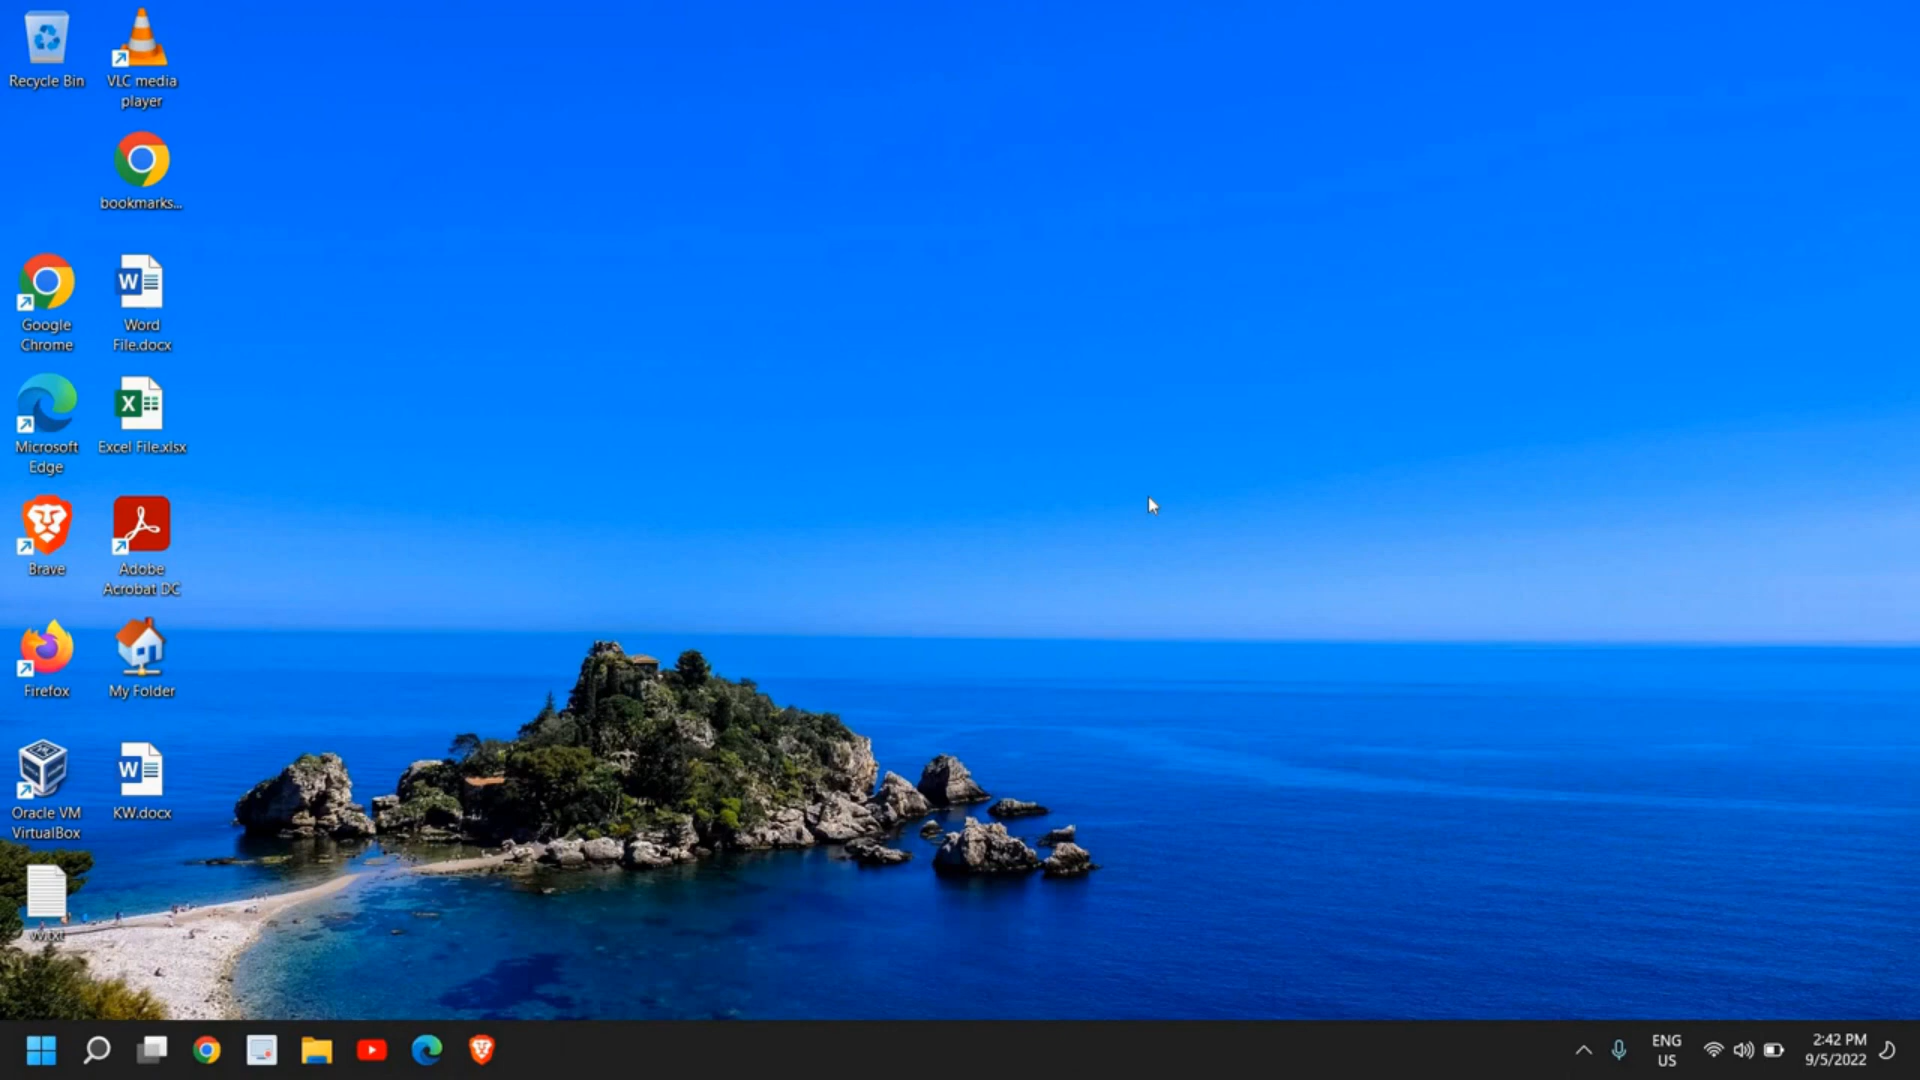 Recycle Bin
VLC media
player
bookmarks...
Google
Chrome
Word
File.docx
Microsoft
Edge
Excel File.xlsx
Brave
Adobe
Acrobat DC
Firefox
My Folder
Oracle VM
VirtualBox
KW.docx
ENG
US
2:42 PM
9/5/2022